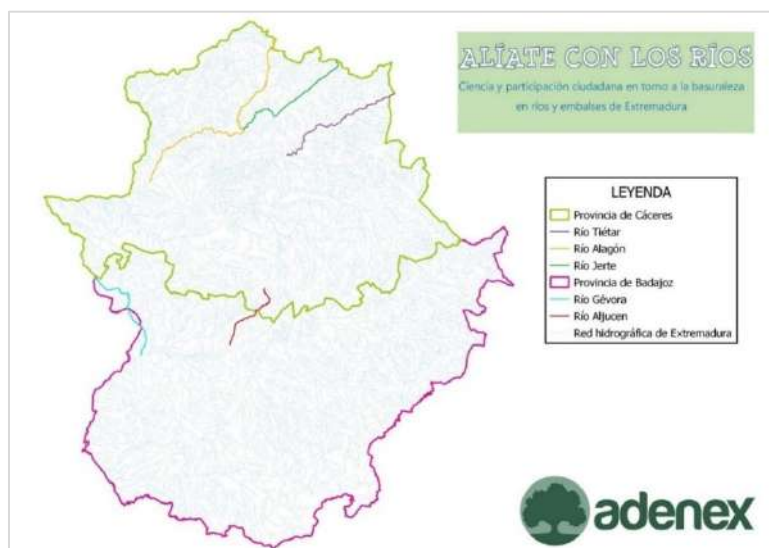 ALÍATE CON LOS RÍOS
Ciencia y participación ciudadana en torno a la basuraleza
en ríos y embalses de Extremadura
LEYENDA
Provincia de Cáceres
Río Tiétar
Río Alagón
Río Jerte
Provincia de Badajoz
Río Gévora
Río Aljucen
Red hidrográfica de Extremadura
adenex